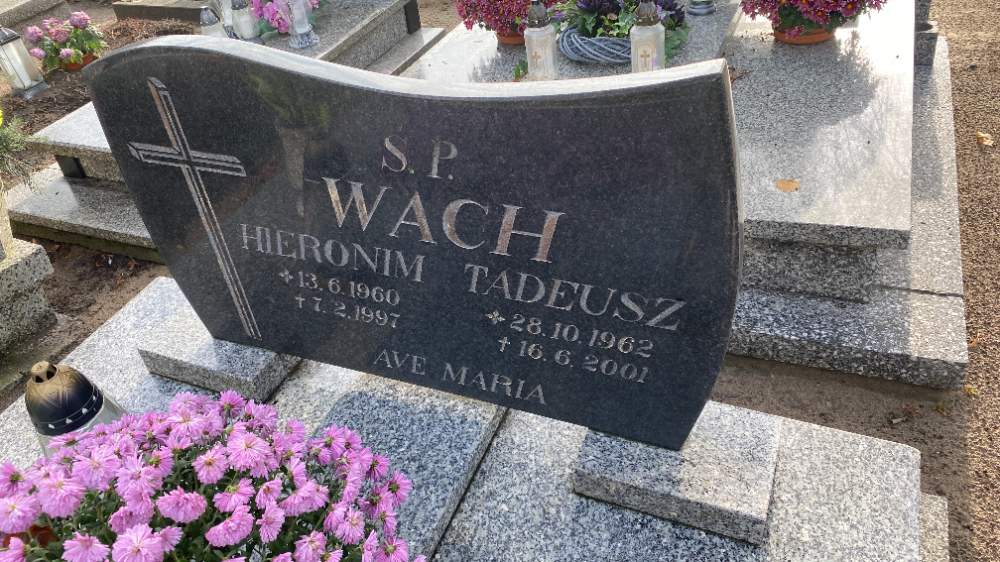 S. P.
WACH
HIERONIM
✢ 13.6.1960
✝ 7.2.1997
TADEUSZ
✢ 28.10.1962
✝ 16.6.2001
AVE MARIA